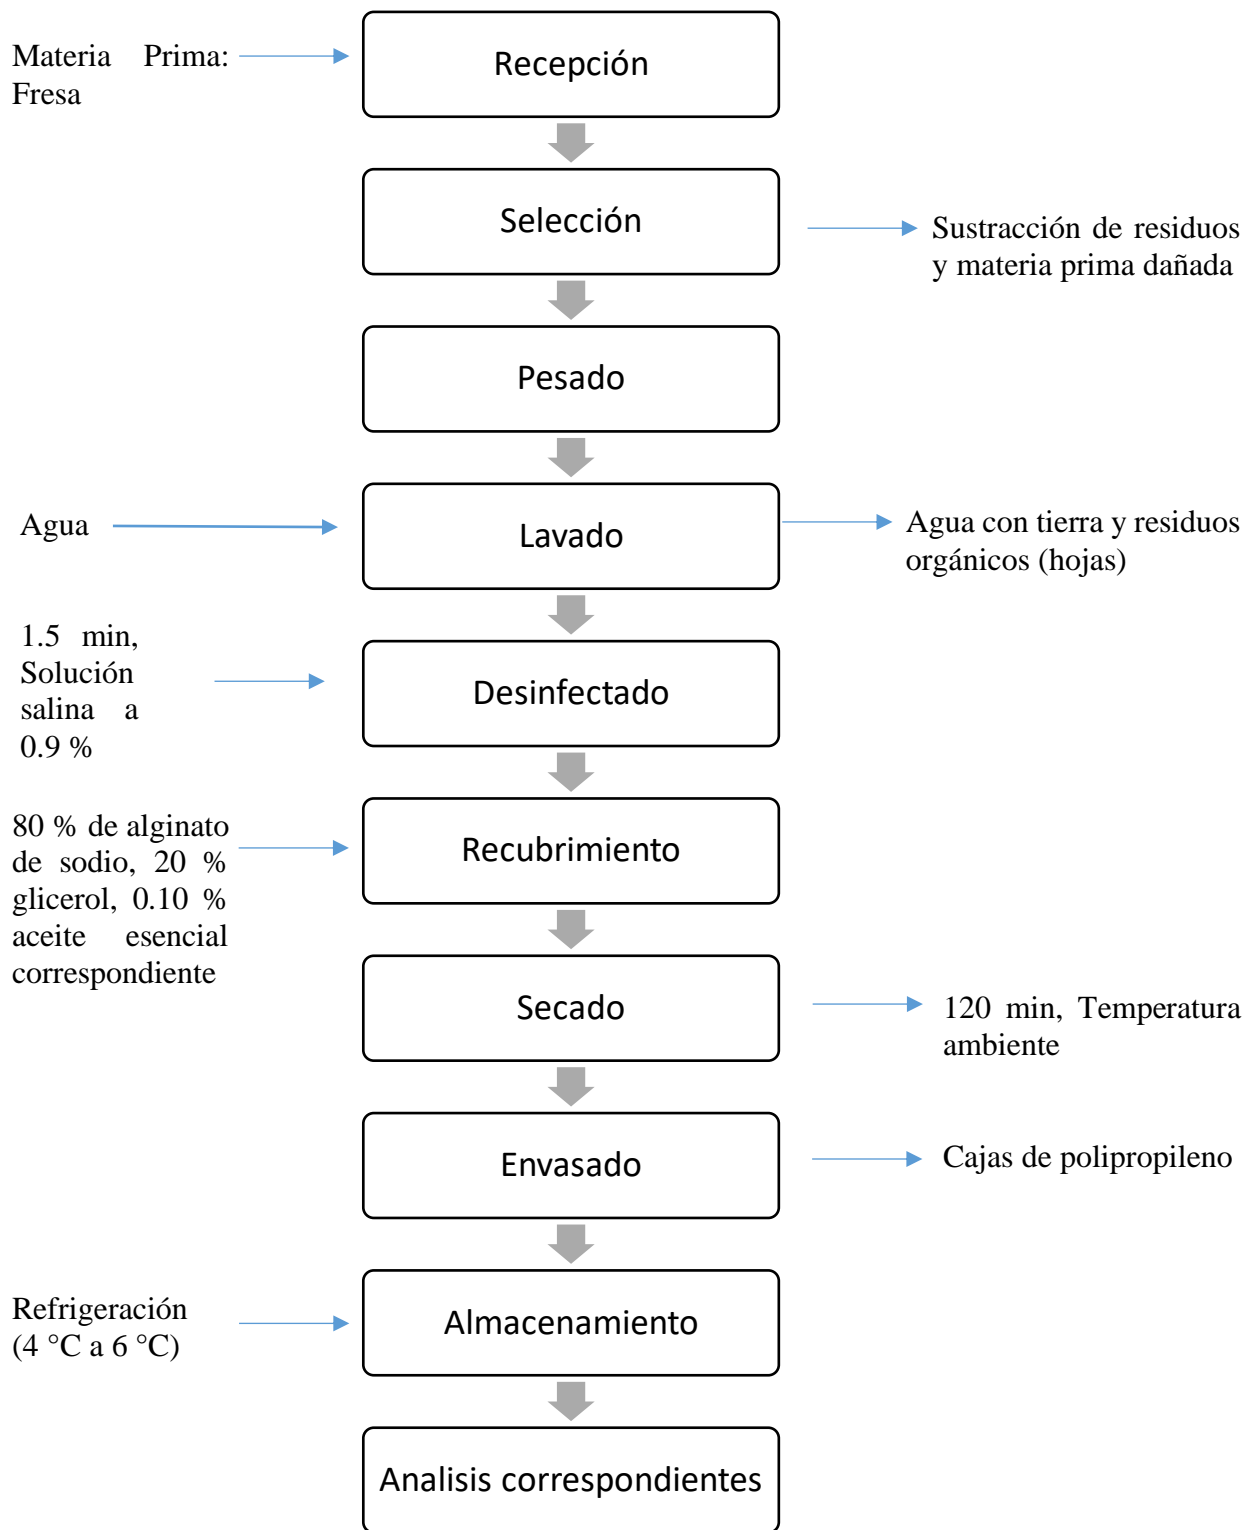 Materia Prima:
Fresa
Recepción
Selección
Sustracción de residuos
y materia prima dañada
Pesado
Agua
Lavado
Agua con tierra y residuos
orgánicos (hojas)
1.5 min,
Solución
salina a
0.9 %
Desinfectado
80 % de alginato
de sodio, 20 %
glicerol, 0.10 %
aceite esencial
correspondiente
Recubrimiento
Secado
120 min, Temperatura
ambiente
Envasado
Cajas de polipropileno
Refrigeración
(4 °C a 6 °C)
Almacenamiento
Analisis correspondientes